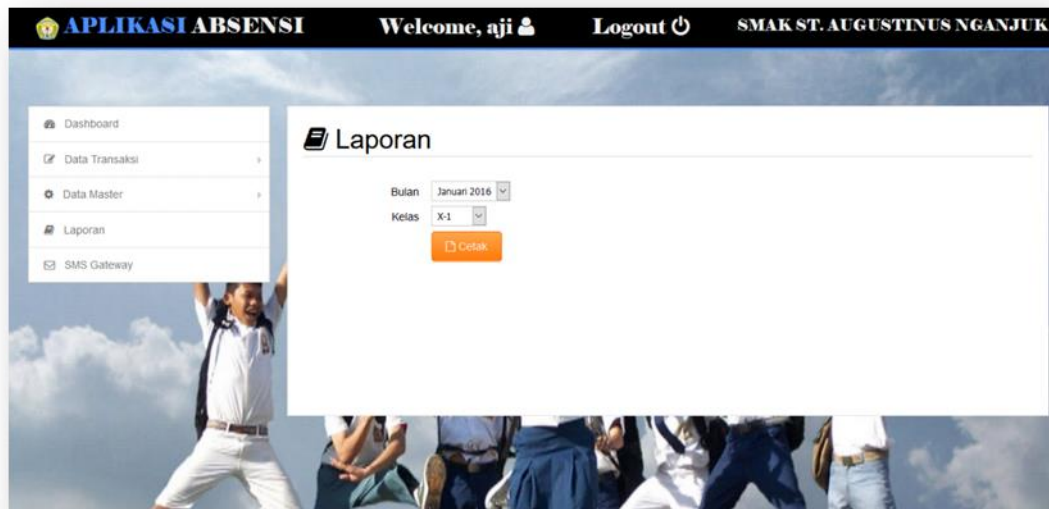 APLIKASI ABSENSI Welcome, aji Logout SMAK ST. AUGUSTINUS NGANJUK
Dashboard
Data Transaksi
Data Master
Laporan
SMS Gateway
Laporan
Bulan Januari 2016
Kelas X-1
Cetak